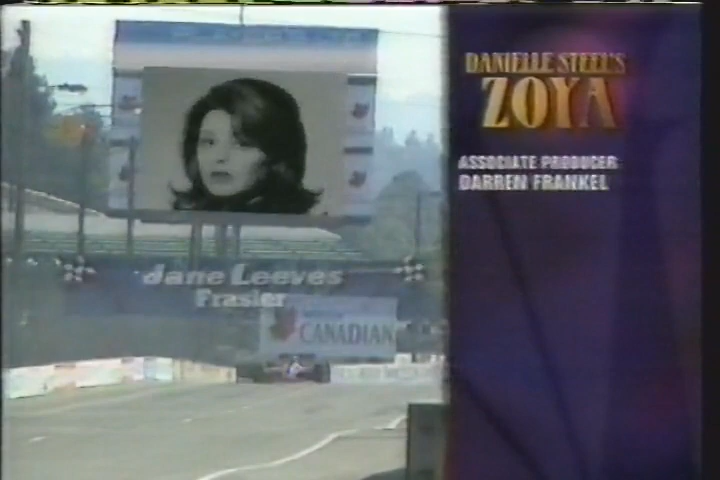 Jane Leeves
Frasier
CANADIAN
DANIELLE STEEL'S
ZOYA
ASSOCIATE PRODUCER
DARREN FRANKEL